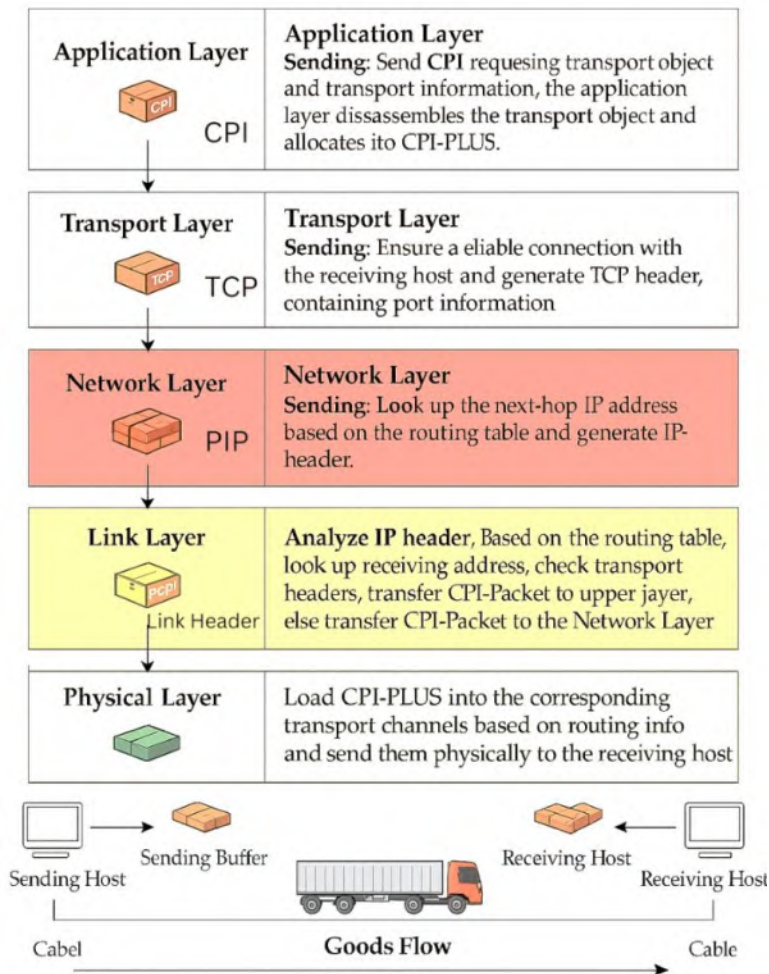 Application Layer
CPI
CPI
Application Layer
Sending: Send CPI requesing transport object
and transport information, the application
layer dissassembles the transport object and
allocates ito CPI-PLUS.
Transport Layer
TCP
TCP
Transport Layer
Sending: Ensure a eliable connection with
the receiving host and generate TCP header,
containing port information
Network Layer
PIP
Network Layer
Sending: Look up the next-hop IP address
based on the routing table and generate IP-
header.
Link Layer
PCPI
Link Header
Analyze IP header, Based on the routing table,
look up receiving address, check transport
headers, transfer CPI-Packet to upper jayer,
else transfer CPI-Packet to the Network Layer
Physical Layer
Load CPI-PLUS into the corresponding
transport channels based on routing info
and send them physically to the receiving host
Sending Host
Sending Buffer
Receiving Host
Receiving Host
Cabel
Goods Flow
Cable